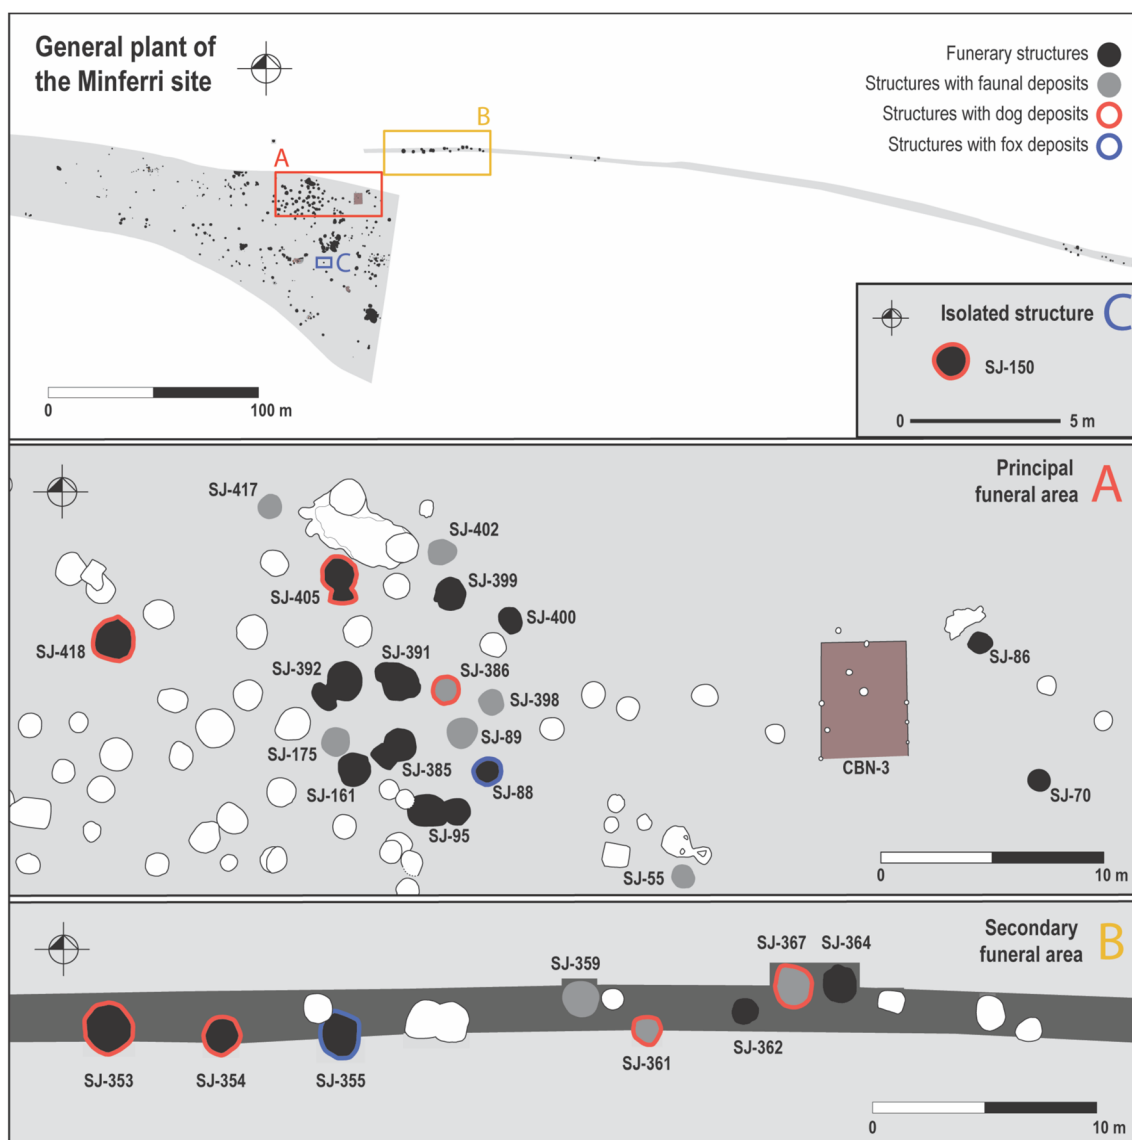 General plant of
the Minferri site
Funerary structures
Structures with faunal deposits
Structures with dog deposits
Structures with fox deposits
B
A
C
0
100 m
Isolated structure
C
SJ-150
0
5 m
Principal
funeral area
A
SJ-417
SJ-402
SJ-399
SJ-405
SJ-400
SJ-418
SJ-392
SJ-391
SJ-386
SJ-86
SJ-398
SJ-175
SJ-89
SJ-385
CBN-3
SJ-161
SJ-88
SJ-70
SJ-95
SJ-55
0
10 m
Secondary
funeral area
B
SJ-367
SJ-364
SJ-359
SJ-362
SJ-361
SJ-353
SJ-354
SJ-355
0
10 m